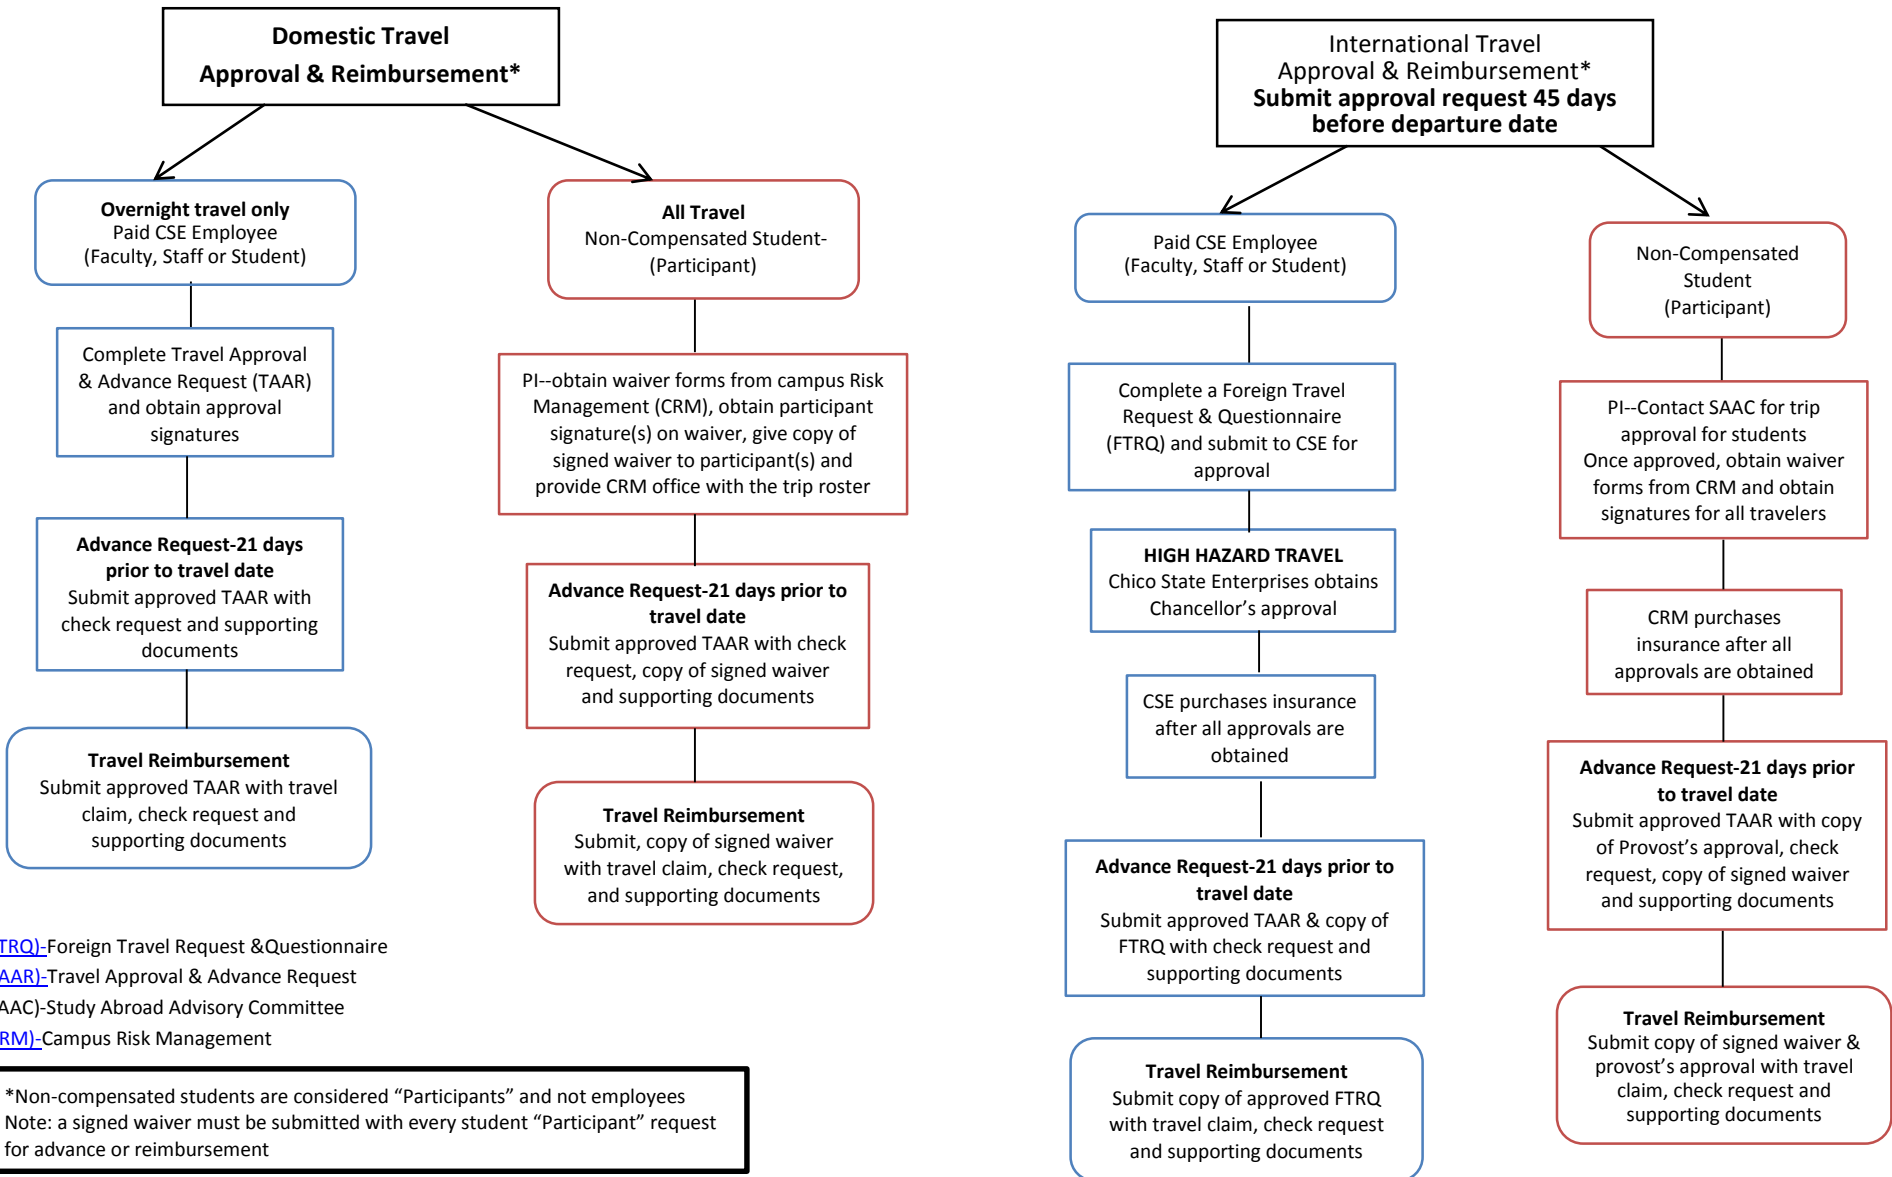 Domestic Travel
Approval & Reimbursement*
Overnight travel only
Paid CSE Employee
(Faculty, Staff or Student)
Complete Travel Approval
& Advance Request (TAAR)
and obtain approval
signatures
Advance Request-21 days
prior to travel date
Submit approved TAAR with
check request and supporting
documents
Travel Reimbursement
Submit approved TAAR with travel
claim, check request and
supporting documents
All Travel
Non-Compensated Student-
(Participant)
PI--obtain waiver forms from campus Risk
Management (CRM), obtain participant
signature(s) on waiver, give copy of
signed waiver to participant(s) and
provide CRM office with the trip roster
Advance Request-21 days prior to
travel date
Submit approved TAAR with check
request, copy of signed waiver
and supporting documents
Travel Reimbursement
Submit, copy of signed waiver
with travel claim, check request,
and supporting documents
International Travel
Approval & Reimbursement*
Submit approval request 45 days
before departure date
Paid CSE Employee
(Faculty, Staff or Student)
Complete a Foreign Travel
Request & Questionnaire
(FTRQ) and submit to CSE for
approval
HIGH HAZARD TRAVEL
Chico State Enterprises obtains
Chancellor’s approval
CSE purchases insurance
after all approvals are
obtained
Advance Request-21 days prior to
travel date
Submit approved TAAR & copy of
FTRQ with check request and
supporting documents
Travel Reimbursement
Submit copy of approved FTRQ
with travel claim, check request
and supporting documents
Non-Compensated
Student
(Participant)
PI--Contact SAAC for trip
approval for students
Once approved, obtain waiver
forms from CRM and obtain
signatures for all travelers
CRM purchases
insurance after all
approvals are obtained
Advance Request-21 days prior
to travel date
Submit approved TAAR with copy
of Provost’s approval, check
request, copy of signed waiver
and supporting documents
Travel Reimbursement
Submit copy of signed waiver &
provost’s approval with travel
claim, check request and
supporting documents
TRQ)-Foreign Travel Request &Questionnaire
AAR)-Travel Approval & Advance Request
AAC)-Study Abroad Advisory Committee
RM)-Campus Risk Management
*Non-compensated students are considered “Participants” and not employees
Note: a signed waiver must be submitted with every student “Participant” request
for advance or reimbursement